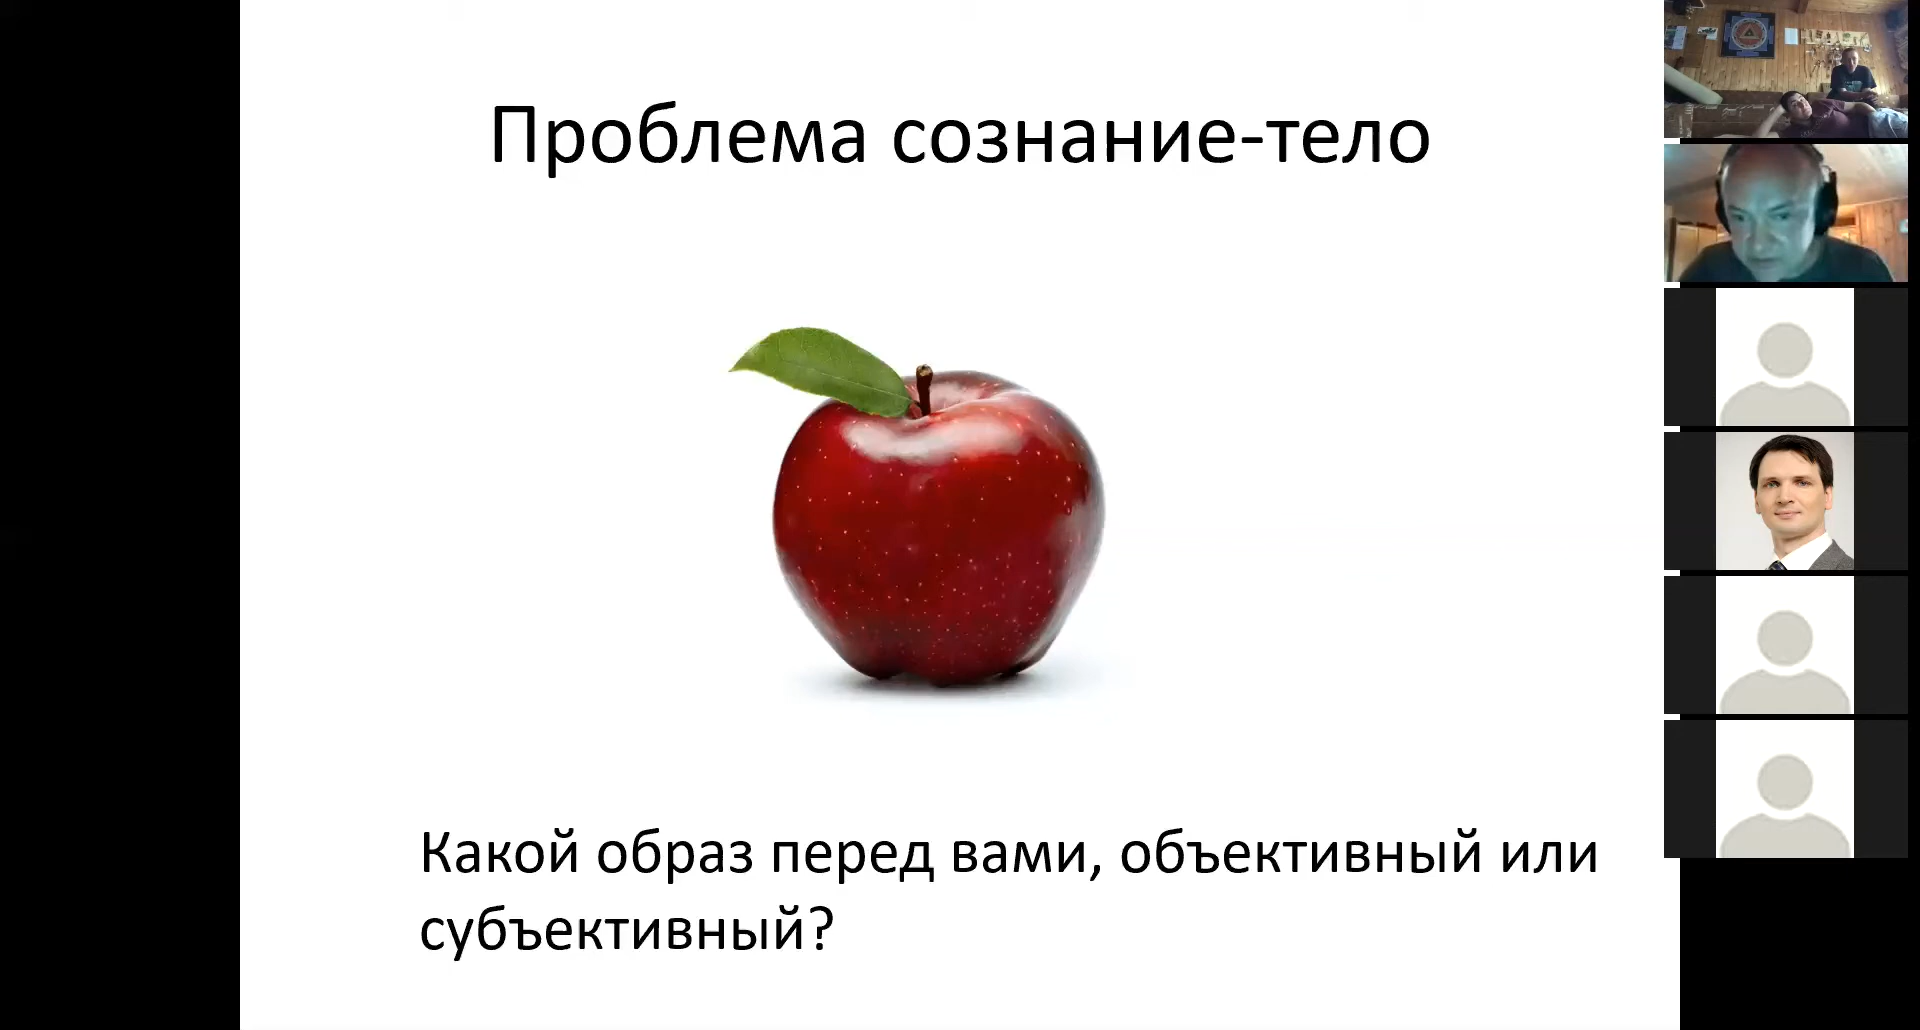 Проблема сознание-тело
Какой образ перед вами, объективный или
субъективный?